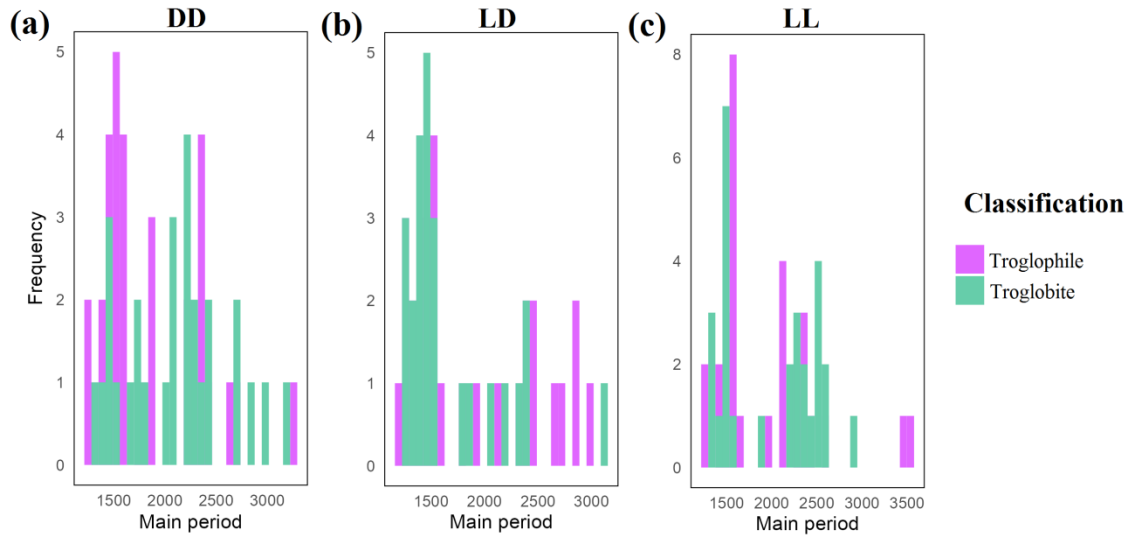 (a) DD
(b) LD
(c) LL
Frequency
5
4
3
2
1
0
1500 2000 2500 3000
Main period
5
4
3
2
1
0
1500 2000 2500 3000
Main period
8
6
4
2
0
1500 2000 2500 3000 3500
Main period
Classification
Troglophile
Troglobite